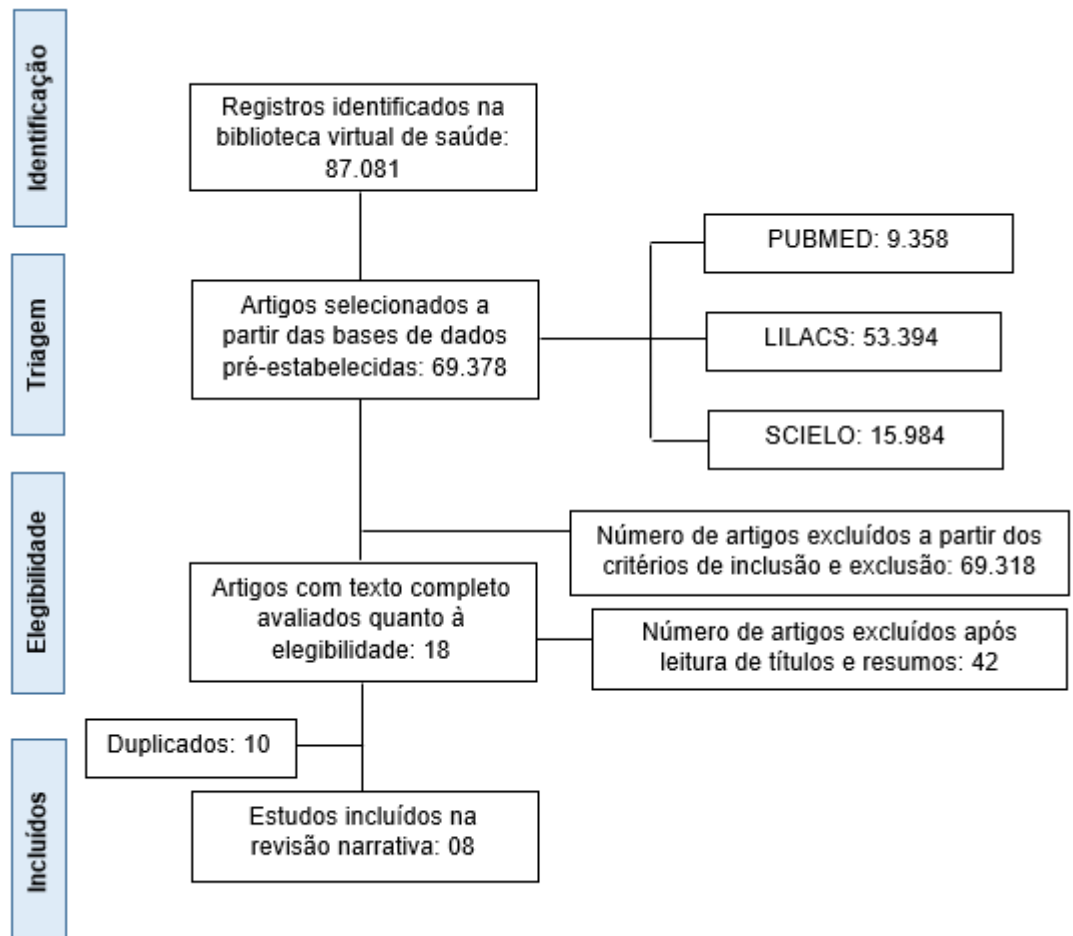 Identificação
Registros identificados na
biblioteca virtual de saúde:
87.081
Triagem
Artigos selecionados a
partir das bases de dados
pré-estabelecidas: 69.378
PUBMED: 9.358
LILACS: 53.394
SCIELO: 15.984
Elegibilidade
Número de artigos excluídos a partir dos
critérios de inclusão e exclusão: 69.318
Artigos com texto completo
avaliados quanto à
elegibilidade: 18
Número de artigos excluídos após
leitura de títulos e resumos: 42
Incluídos
Duplicados: 10
Estudos incluídos na
revisão narrativa: 08